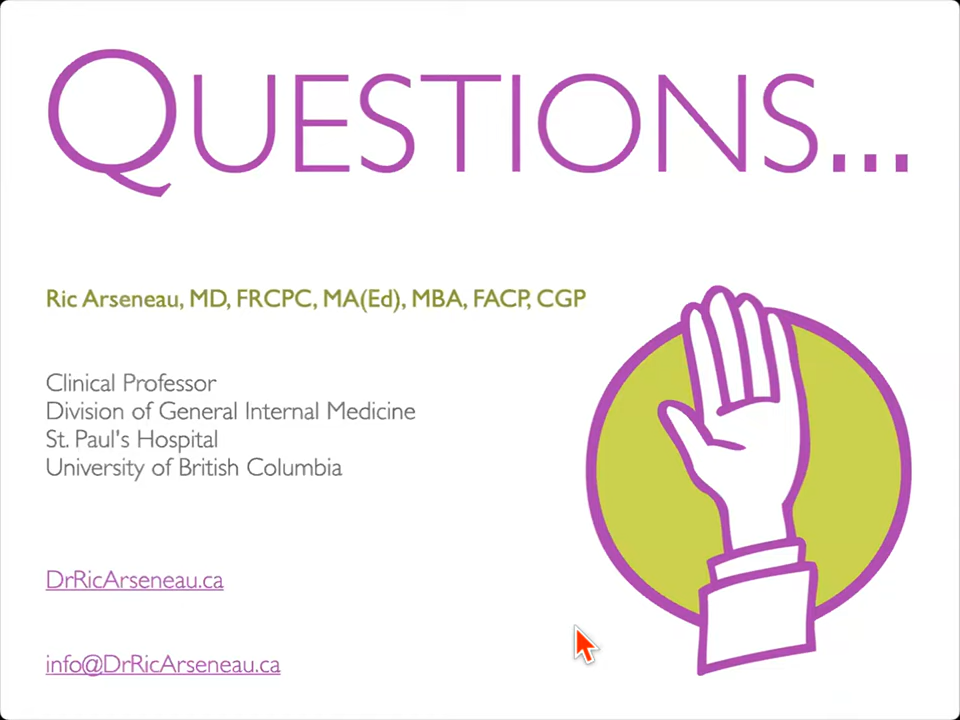 QUESTIONS...
Ric Arseneau, MD, FRCPC, MA(Ed), MBA, FACP, CGP
Clinical Professor
Division of General Internal Medicine
St. Paul's Hospital
University of British Columbia
DrRicArseneau.ca
info@DrRicArseneau.ca